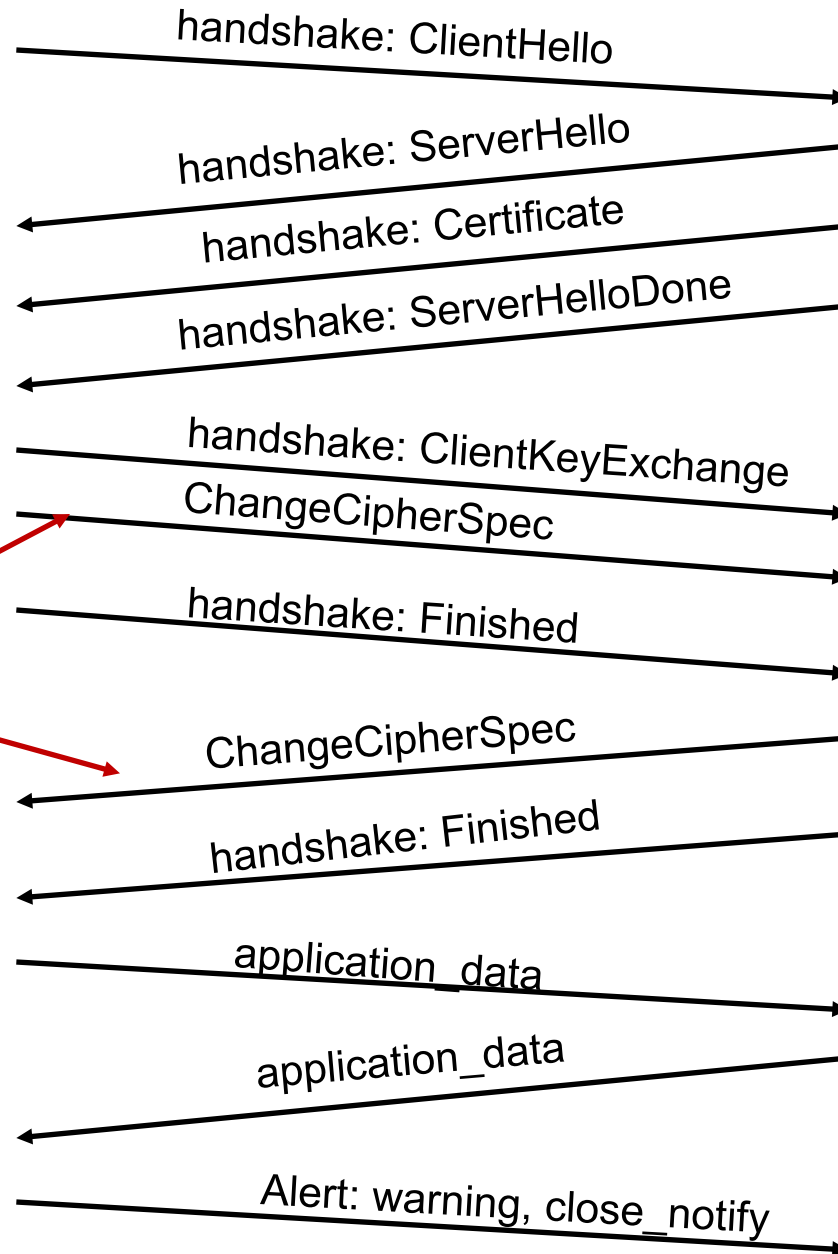 handshake: ClientHello
handshake: ServerHello
handshake: Certificate
handshake: ServerHelloDone
handshake: ClientKeyExchange
ChangeCipherSpec
handshake: Finished
ChangeCipherSpec
handshake: Finished
application_data
application_data
Alert: warning, close_notify